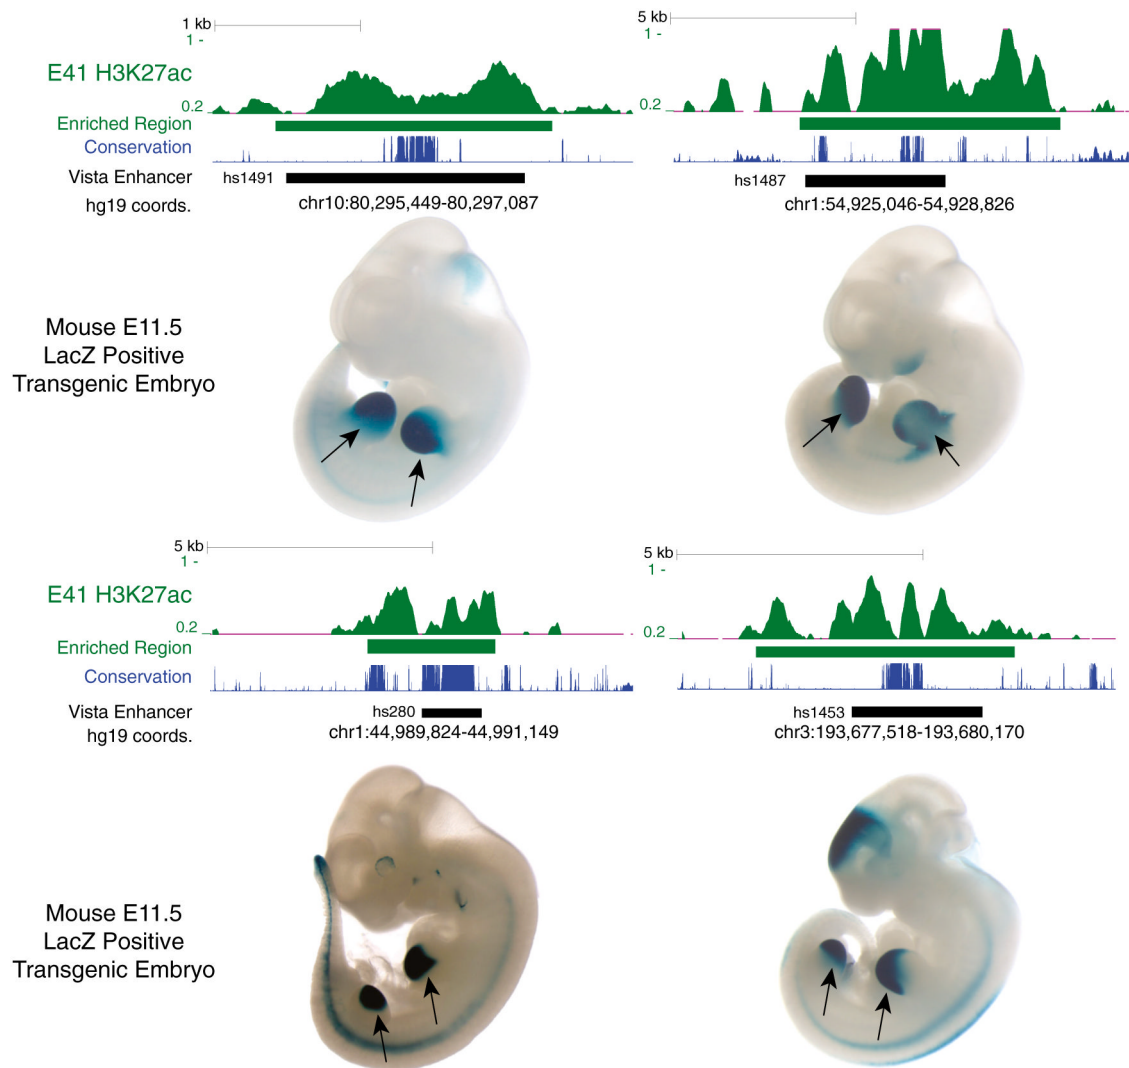 1 kb
1 -
E41 H3K27ac
0.2
Enriched Region
Conservation
Vista Enhancer
hs1491
hg19 coords.
chr10:80,295,449-80,297,087
5 kb
1 -
0.2
hs1487
chr1:54,925,046-54,928,826
Mouse E11.5
LacZ Positive
Transgenic Embryo
5 kb
1 -
E41 H3K27ac
0.2
Enriched Region
Conservation
Vista Enhancer
hs280
hg19 coords.
chr1:44,989,824-44,991,149
5 kb
1 -
0.2
hs1453
chr3:193,677,518-193,680,170
Mouse E11.5
LacZ Positive
Transgenic Embryo